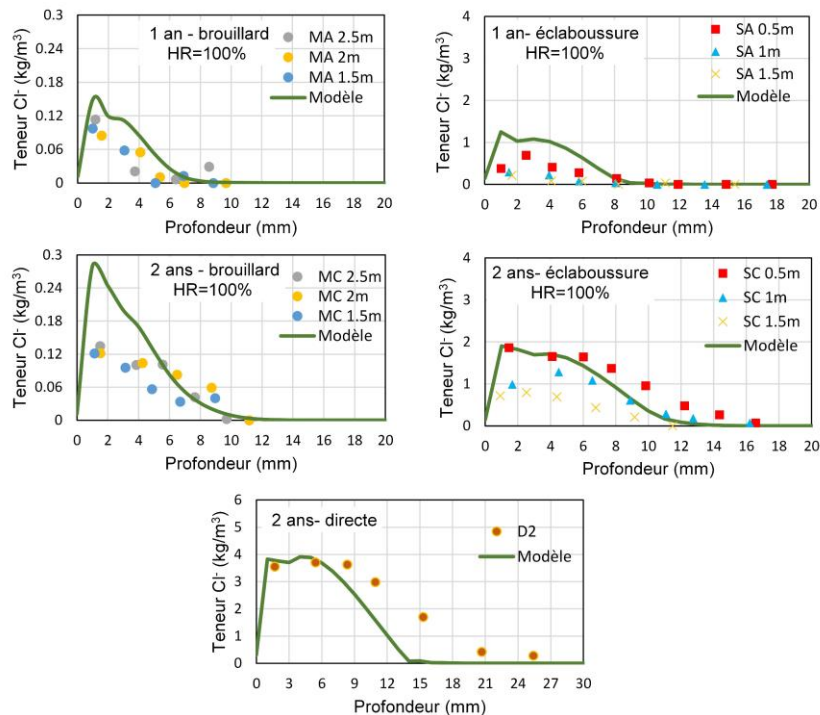 1 an - brouillard
HR=100%
MA 2.5m
MA 2m
MA 1.5m
Modèle
Teneur Cl- (kg/m³)
0.3
0.24
0.18
0.12
0.06
0
0 2 4 6 8 10 12 14 16 18 20
Profondeur (mm)
1 an- éclaboussure
HR=100%
SA 0.5m
SA 1m
SA 1.5m
Modèle
Teneur Cl- (kg/m³)
4
3
2
1
0
0 2 4 6 8 10 12 14 16 18 20
Profondeur (mm)
2 ans - brouillard
HR=100%
MC 2.5m
MC 2m
MC 1.5m
Modèle
Teneur Cl- (kg/m³)
0.3
0.24
0.18
0.12
0.06
0
0 2 4 6 8 10 12 14 16 18 20
Profondeur (mm)
2 ans- éclaboussure
HR=100%
SC 0.5m
SC 1m
SC 1.5m
Modèle
Teneur Cl- (kg/m³)
4
3
2
1
0
0 2 4 6 8 10 12 14 16 18 20
Profondeur (mm)
2 ans- directe
D2
Modèle
Teneur Cl- (kg/m³)
6
5
4
3
2
1
0
0 3 6 9 12 15 18 21 24 27 30
Profondeur (mm)